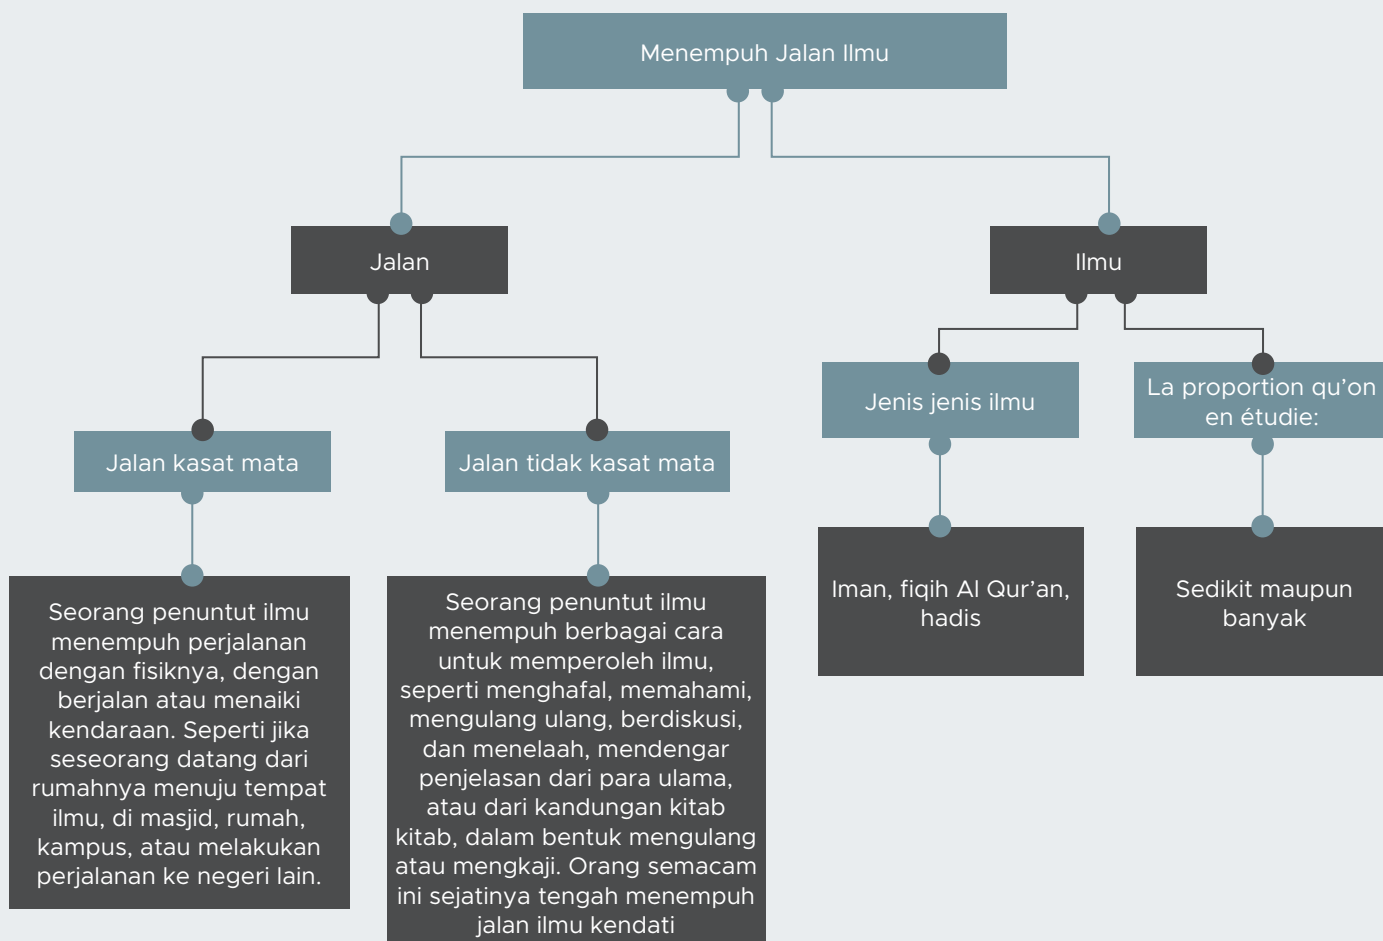 Menempuh Jalan Ilmu
Jalan
Ilmu
Jalan kasat mata
Jalan tidak kasat mata
Jenis jenis ilmu
La proportion qu’on
en étudie:
Seorang penuntut ilmu
menempuh perjalanan
dengan fisiknya, dengan
berjalan atau menaiki
kendaraan. Seperti jika
seseorang datang dari
rumahnya menuju tempat
ilmu, di masjid, rumah,
kampus, atau melakukan
perjalanan ke negeri lain.
Seorang penuntut ilmu
menempuh berbagai cara
untuk memperoleh ilmu,
seperti menghafal, memahami,
mengulang ulang, berdiskusi,
dan menelaah, mendengar
penjelasan dari para ulama,
atau dari kandungan kitab
kitab, dalam bentuk mengulang
atau mengkaji. Orang semacam
ini sejatinya tengah menempuh
jalan ilmu kendati
Iman, fiqih Al Qur’an,
hadis
Sedikit maupun
banyak